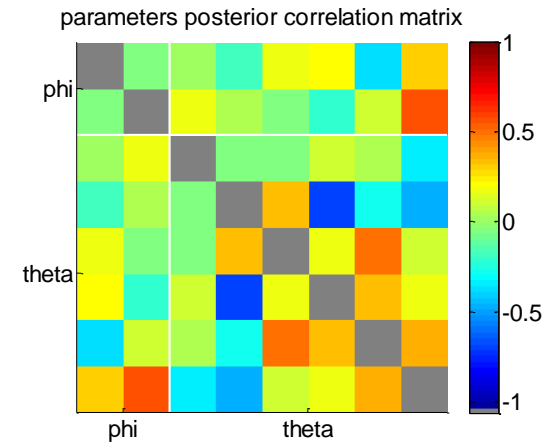 parameters posterior correlation matrix
phi
theta
phi
theta
1
0.5
0
-0.5
-1